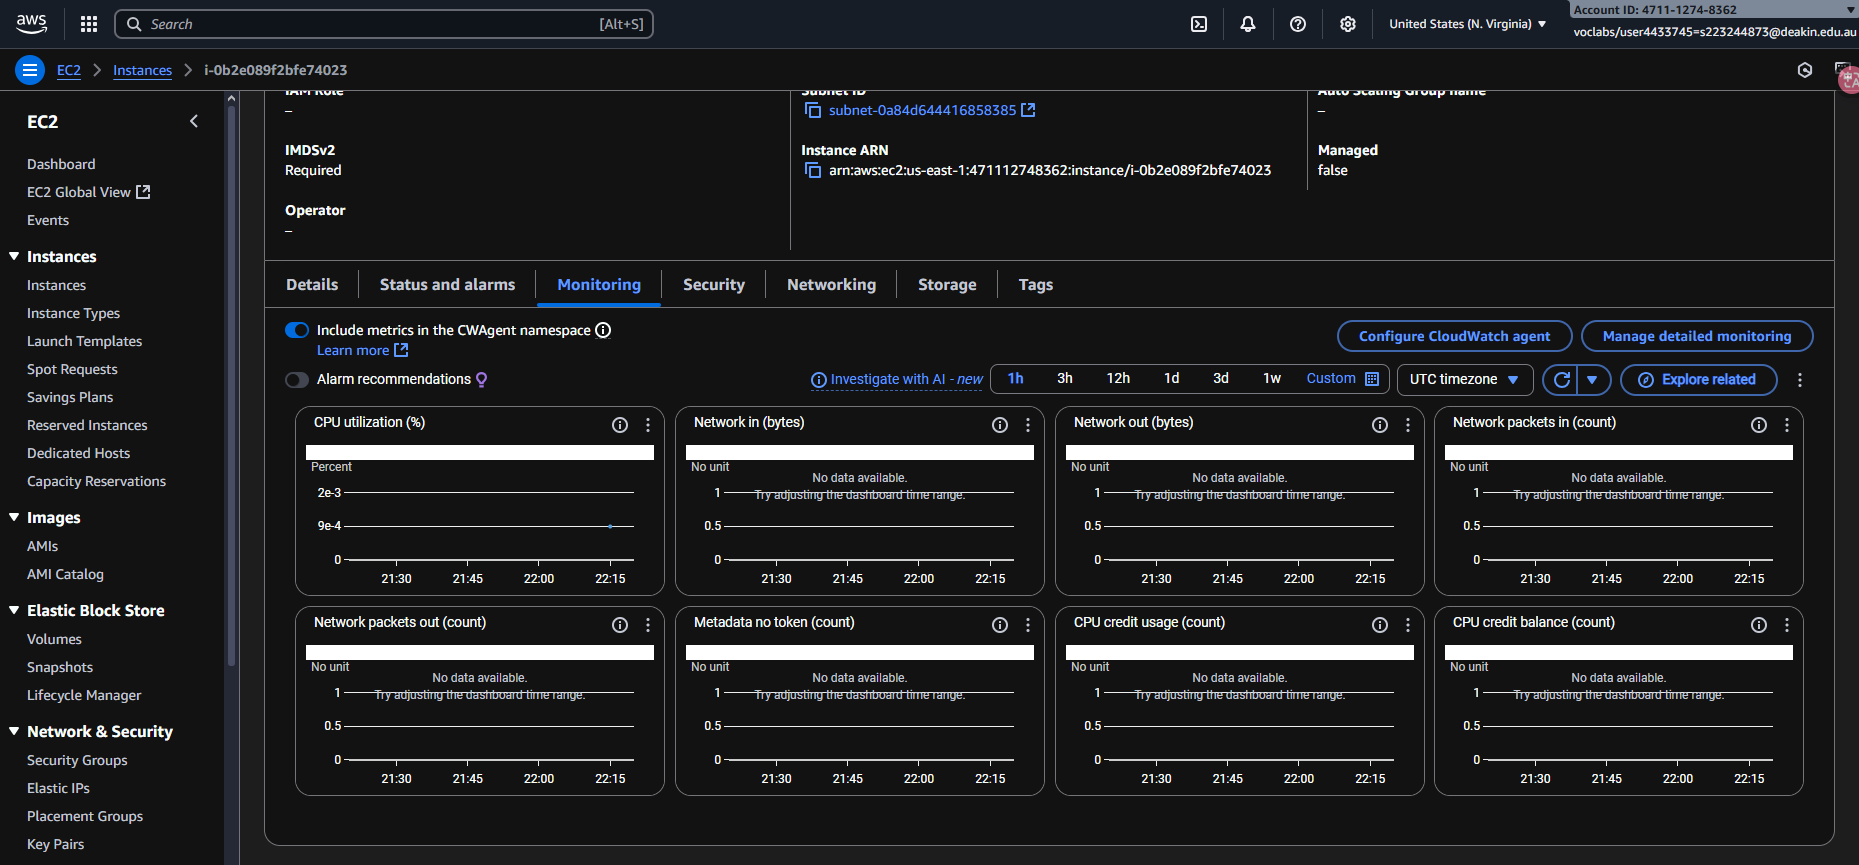 aws
Search [Alt+S]
United States (N. Virginia)
Account ID: 4711-1274-8362
voclabs/user4433745=s223244873@deakin.edu.au
EC2 > Instances > i-0b2e089f2bfe74023
EC2
Dashboard
EC2 Global View
Events
Instances
Instances
Instance Types
Launch Templates
Spot Requests
Savings Plans
Reserved Instances
Dedicated Hosts
Capacity Reservations
Images
AMIs
AMI Catalog
Elastic Block Store
Volumes
Snapshots
Lifecycle Manager
Network & Security
Security Groups
Elastic IPs
Placement Groups
Key Pairs
IAM Role
–
IMDSv2
Required
Operator
–
Subnet ID
subnet-0a84d644416858385
Instance ARN
arn:aws:ec2:us-east-1:471112748362:instance/i-0b2e089f2bfe74023
Auto Scaling Group name
–
Managed
false
Details Status and alarms Monitoring Security Networking Storage Tags
Include metrics in the CWAgent namespace
Learn more
Configure CloudWatch agent Manage detailed monitoring
Alarm recommendations
Investigate with AI - new
1h 3h 12h 1d 3d 1w Custom
UTC timezone
Explore related
CPU utilization (%)
Percent
2e-3
9e-4
0
21:30 21:45 22:00 22:15
Network in (bytes)
No unit
No data available.
Try adjusting the dashboard time range.
1
0.5
0
21:30 21:45 22:00 22:15
Network out (bytes)
No unit
No data available.
Try adjusting the dashboard time range.
1
0.5
0
21:30 21:45 22:00 22:15
Network packets in (count)
No unit
No data available.
Try adjusting the dashboard time range.
1
0.5
0
21:30 21:45 22:00 22:15
Network packets out (count)
No unit
No data available.
Try adjusting the dashboard time range.
1
0.5
0
21:30 21:45 22:00 22:15
Metadata no token (count)
No unit
No data available.
Try adjusting the dashboard time range.
1
0.5
0
21:30 21:45 22:00 22:15
CPU credit usage (count)
No unit
No data available.
Try adjusting the dashboard time range.
1
0.5
0
21:30 21:45 22:00 22:15
CPU credit balance (count)
No unit
No data available.
Try adjusting the dashboard time range.
1
0.5
0
21:30 21:45 22:00 22:15